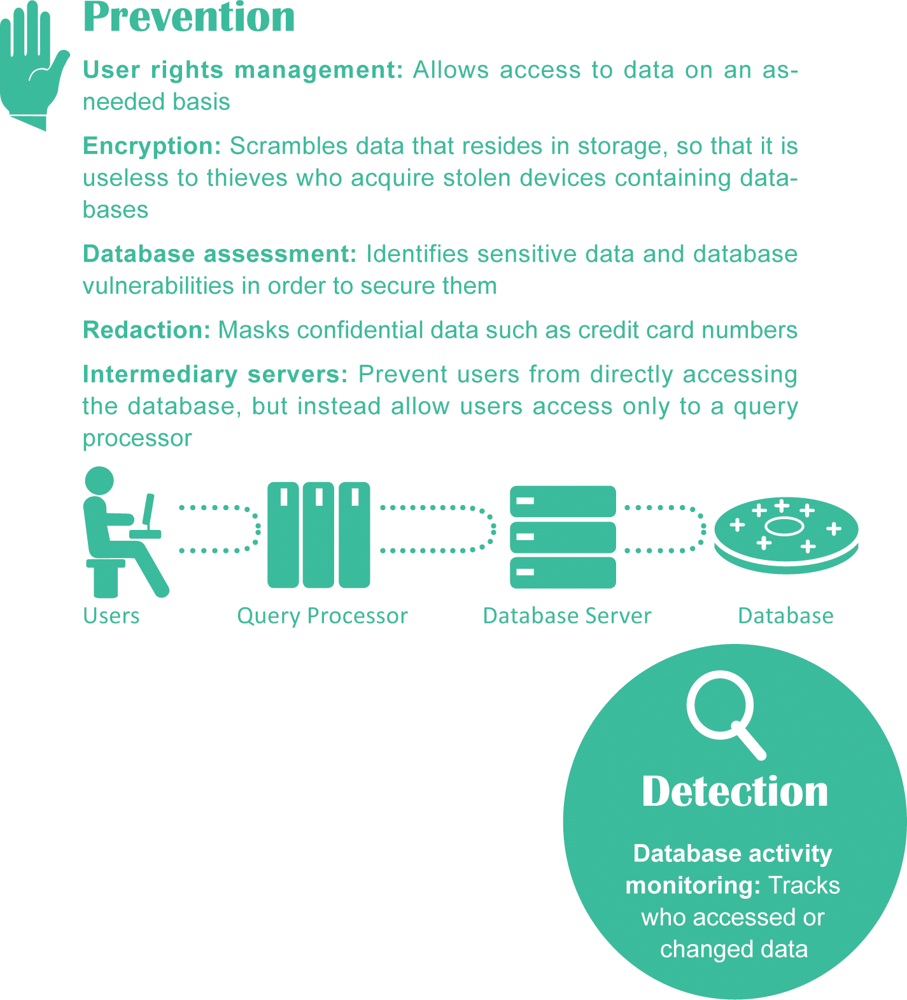 Prevention
User rights management: Allows access to data on an as-
needed basis
Encryption: Scrambles data that resides in storage, so that it is
useless to thieves who acquire stolen devices containing data-
bases
Database assessment: Identifies sensitive data and database
vulnerabilities in order to secure them
Redaction: Masks confidential data such as credit card numbers
Intermediary servers: Prevent users from directly accessing
the database, but instead allow users access only to a query
processor
Users Query Processor Database Server Database
Detection
Database activity
monitoring: Tracks
who accessed or
changed data